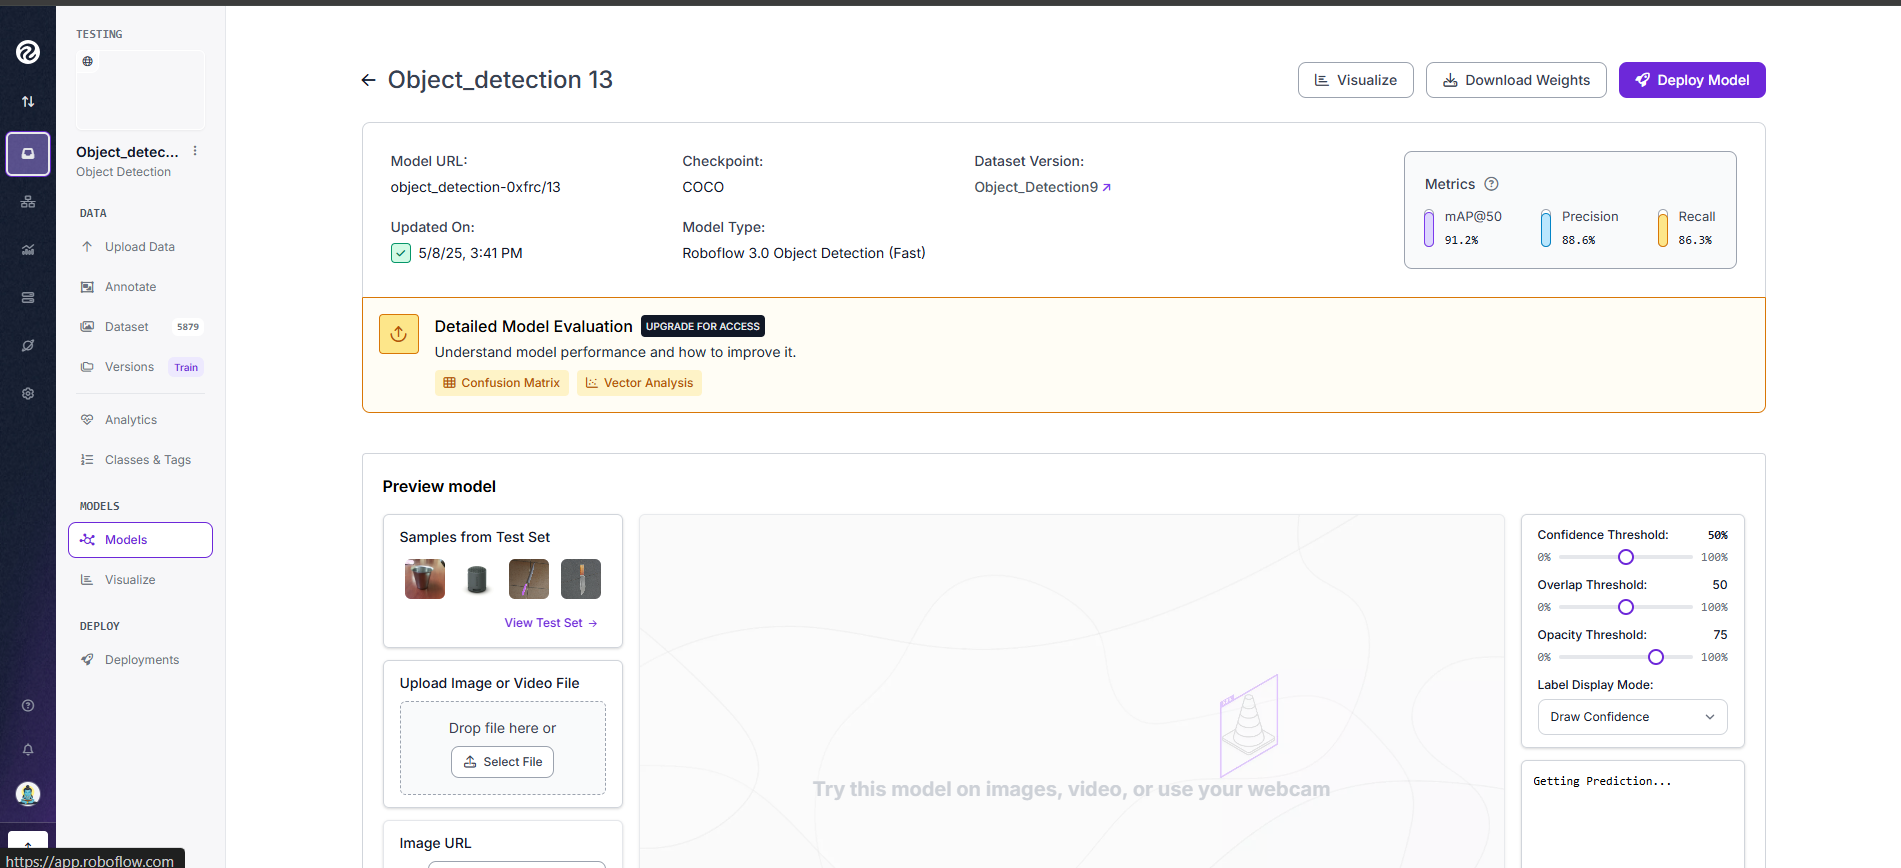 TESTING
Object_detec...
Object Detection
DATA
Upload Data
Annotate
Dataset 5879
Versions Train
Analytics
Classes & Tags
MODELS
Models
Visualize
DEPLOY
Deployments
https://app.roboflow.com
Object_detection 13
Visualize
Download Weights
Deploy Model
Model URL:
object_detection-0xfrc/13
Checkpoint:
COCO
Dataset Version:
Object_Detection9
Updated On:
5/8/25, 3:41 PM
Model Type:
Roboflow 3.0 Object Detection (Fast)
Metrics
mAP@50
91.2%
Precision
88.6%
Recall
86.3%
Detailed Model Evaluation UPGRADE FOR ACCESS
Understand model performance and how to improve it.
Confusion Matrix
Vector Analysis
Preview model
Samples from Test Set
View Test Set
Upload Image or Video File
Drop file here or
Select File
Image URL
Try this model on images, video, or use your webcam
Confidence Threshold: 50%
0% 100%
Overlap Threshold: 50
0% 100%
Opacity Threshold: 75
0% 100%
Label Display Mode:
Draw Confidence
Getting Prediction...